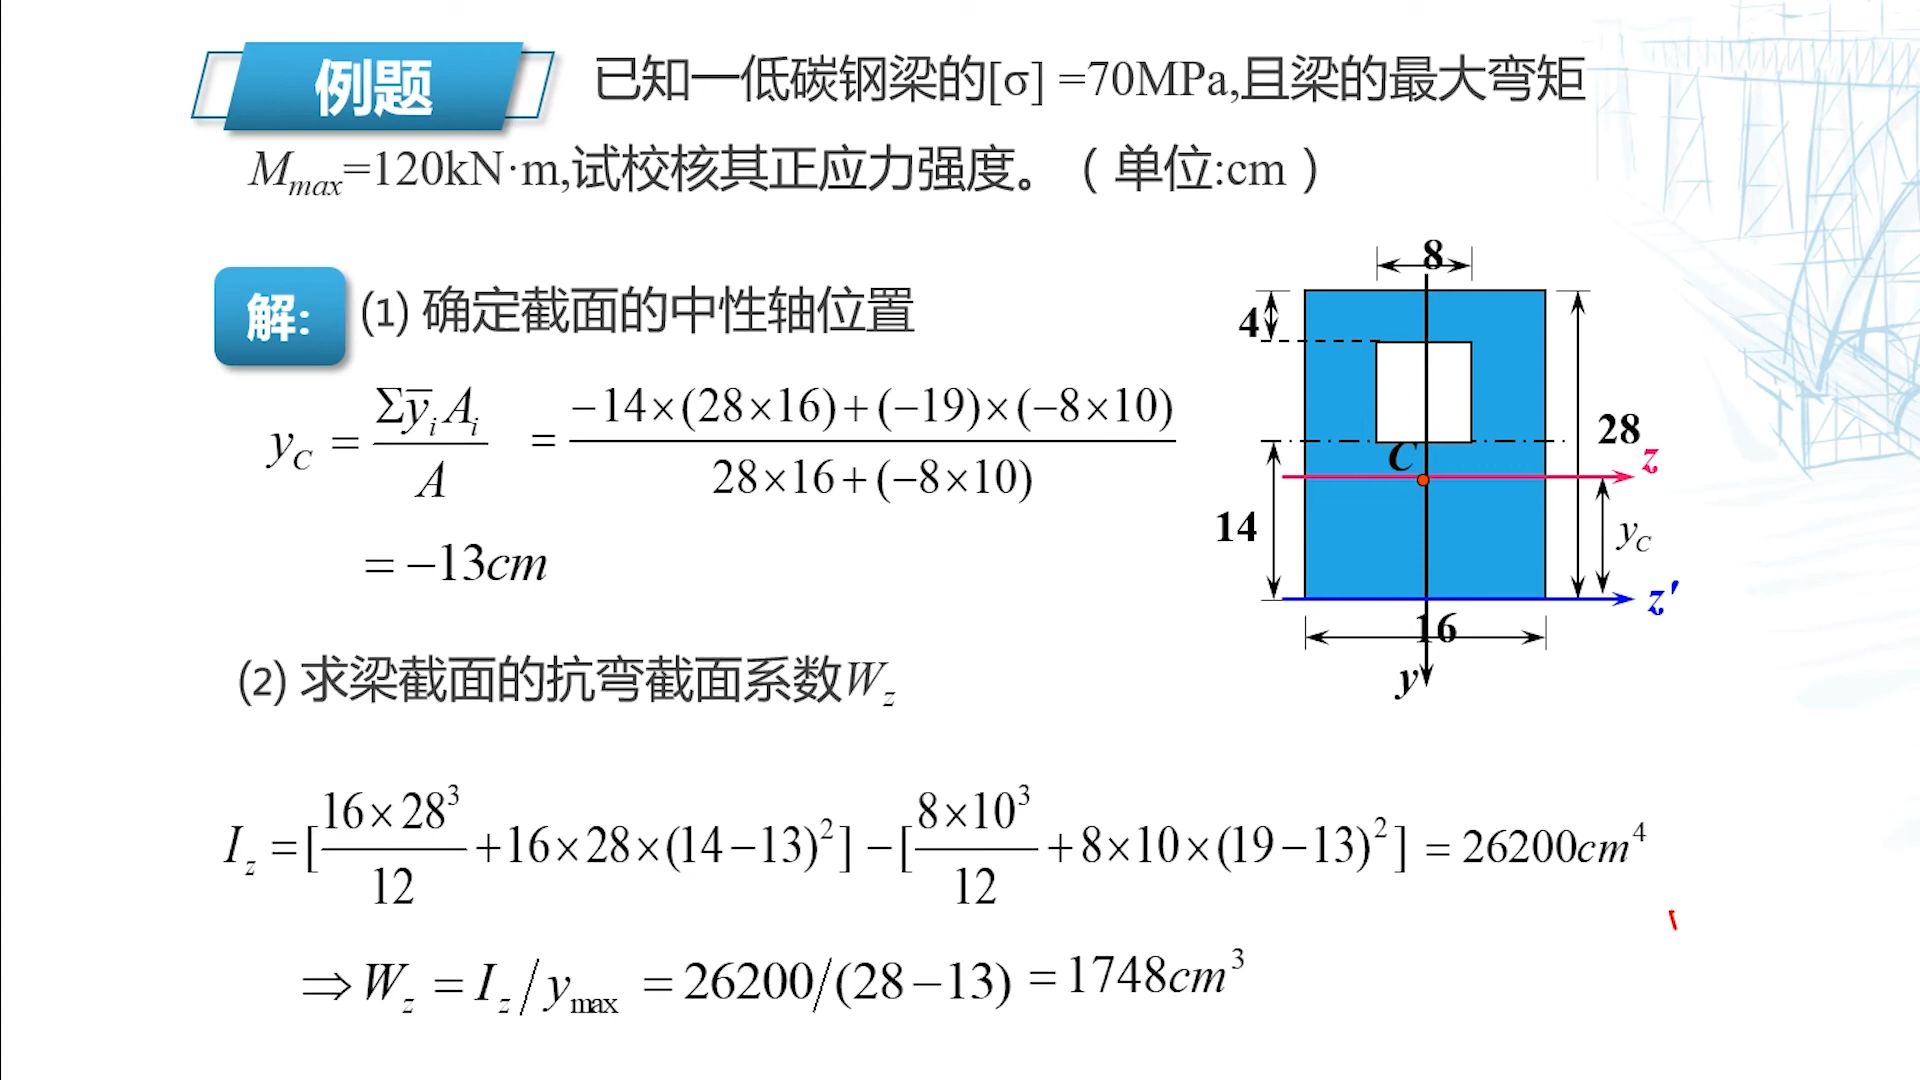 例题
已知一低碳钢梁的[σ] =70MPa,且梁的最大弯矩
M_max=120kN·m,试校核其正应力强度。（单位:cm）
解:
(1) 确定截面的中性轴位置
y_C = Σȳ_i A_i / A = −14×(28×16)+(−19)×(−8×10) / 28×16+(−8×10)
= −13cm
8
4
28
C
z
14
y_C
z′
16
y
(2) 求梁截面的抗弯截面系数W_z
I_z =[16×28³/12 +16×28×(14−13)²] −[8×10³/12 +8×10×(19−13)²] = 26200cm⁴
⇒ W_z = I_z / y_max = 26200/(28−13) = 1748cm³